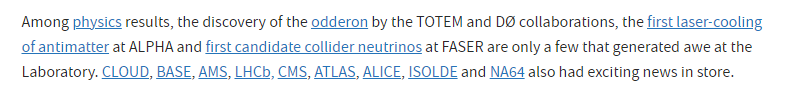 Among physics results, the discovery of the odderon by the TOTEM and DØ collaborations, the first laser-cooling
of antimatter at ALPHA and first candidate collider neutrinos at FASER are only a few that generated awe at the
Laboratory. CLOUD, BASE, AMS, LHCb, CMS, ATLAS, ALICE, ISOLDE and NA64 also had exciting news in store.